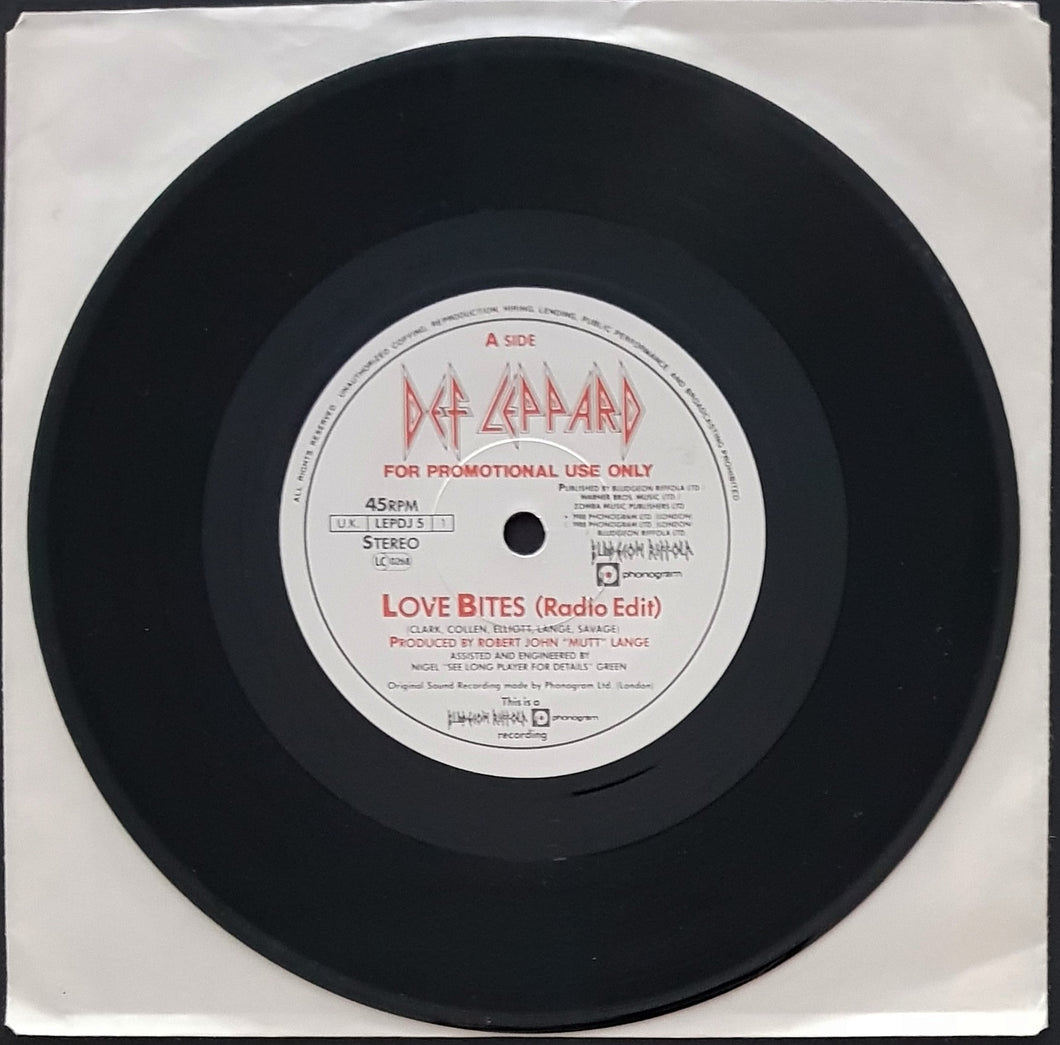 ALL RIGHTS RESERVED. UNAUTHORIZED COPYING, REPRODUCTION, HIRING, LENDING, PUBLIC PERFORMANCE, AND BROADCASTING PROHIBITED
A SIDE
DEF LEPPARD
FOR PROMOTIONAL USE ONLY
45RPM
U.K. LEPDJ 5 1
STEREO
LC 0268
PUBLISHED BY BLUDGEON RIFFOLA LTD /
WARNER BROS. MUSIC LTD /
ZOMBA MUSIC PUBLISHERS LTD
1988 PHONOGRAM LTD. (LONDON)
1988 PHONOGRAM LTD. (LONDON)
BLUDGEON RIFFOLA LTD.
BLUDGEON RIFFOLA
phonogram
LOVE BITES (Radio Edit)
(CLARK, COLLEN, ELLIOTT, LANGE, SAVAGE)
PRODUCED BY ROBERT JOHN "MUTT" LANGE
ASSISTED AND ENGINEERED BY
NIGEL "SEE LONG PLAYER FOR DETAILS" GREEN
Original Sound Recording made by Phonogram Ltd. (London)
This is a
BLUDGEON RIFFOLA phonogram
recording